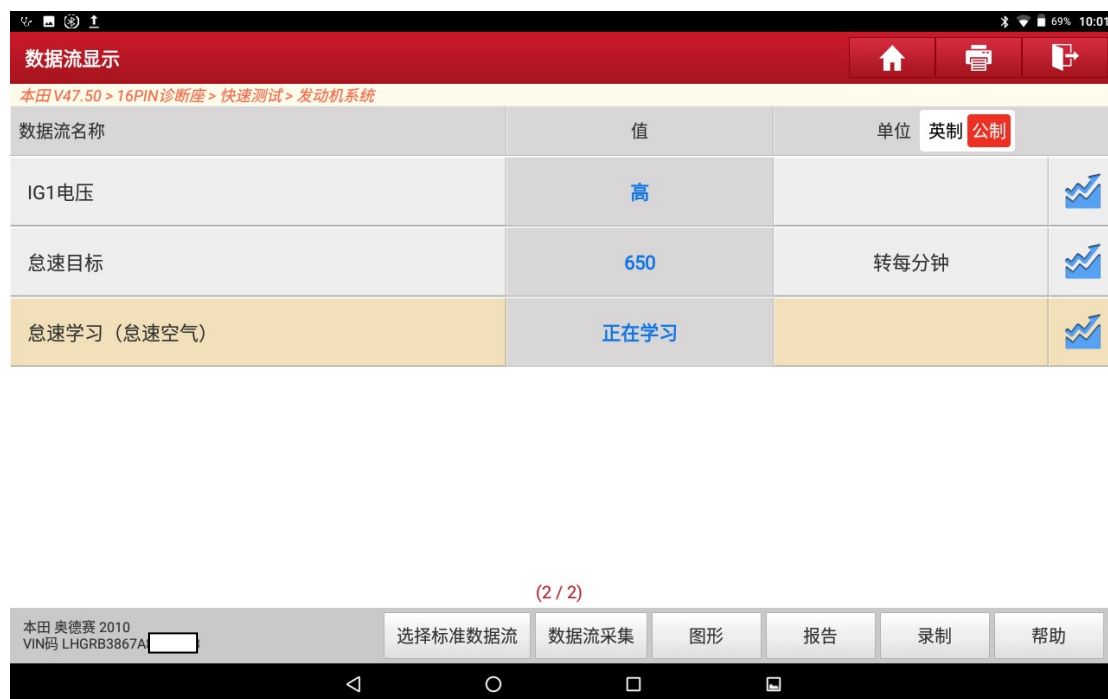 69% 10:01
数据流显示
本田 V47.50 > 16PIN诊断座 > 快速测试 > 发动机系统
数据流名称 值 单位 英制 公制
IG1电压 高
怠速目标 650 转每分钟
怠速学习（怠速空气） 正在学习
(2 / 2)
本田 奥德赛 2010
VIN码 LHGRB3867A
选择标准数据流 数据流采集 图形 报告 录制 帮助